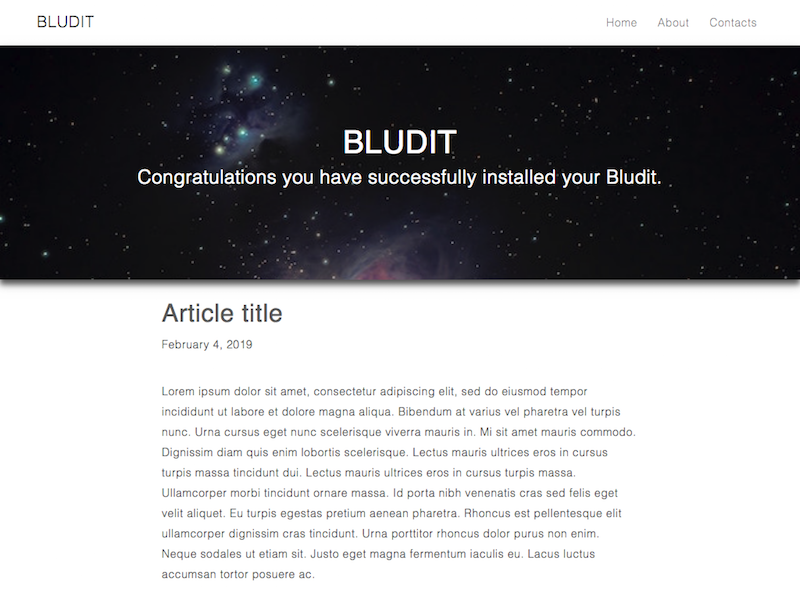 BLUDIT
Home About Contacts
BLUDIT
Congratulations you have successfully installed your Bludit.
Article title
February 4, 2019
Lorem ipsum dolor sit amet, consectetur adipiscing elit, sed do eiusmod tempor
incididunt ut labore et dolore magna aliqua. Bibendum at varius vel pharetra vel turpis
nunc. Urna cursus eget nunc scelerisque viverra mauris in. Mi sit amet mauris commodo.
Dignissim diam quis enim lobortis scelerisque. Lectus mauris ultrices eros in cursus
turpis massa tincidunt dui. Lectus mauris ultrices eros in cursus turpis massa.
Ullamcorper morbi tincidunt ornare massa. Id porta nibh venenatis cras sed felis eget
velit aliquet. Eu turpis egestas pretium aenean pharetra. Rhoncus est pellentesque elit
ullamcorper dignissim cras tincidunt. Urna porttitor rhoncus dolor purus non enim.
Neque sodales ut etiam sit. Justo eget magna fermentum iaculis eu. Lacus luctus
accumsan tortor posuere ac.